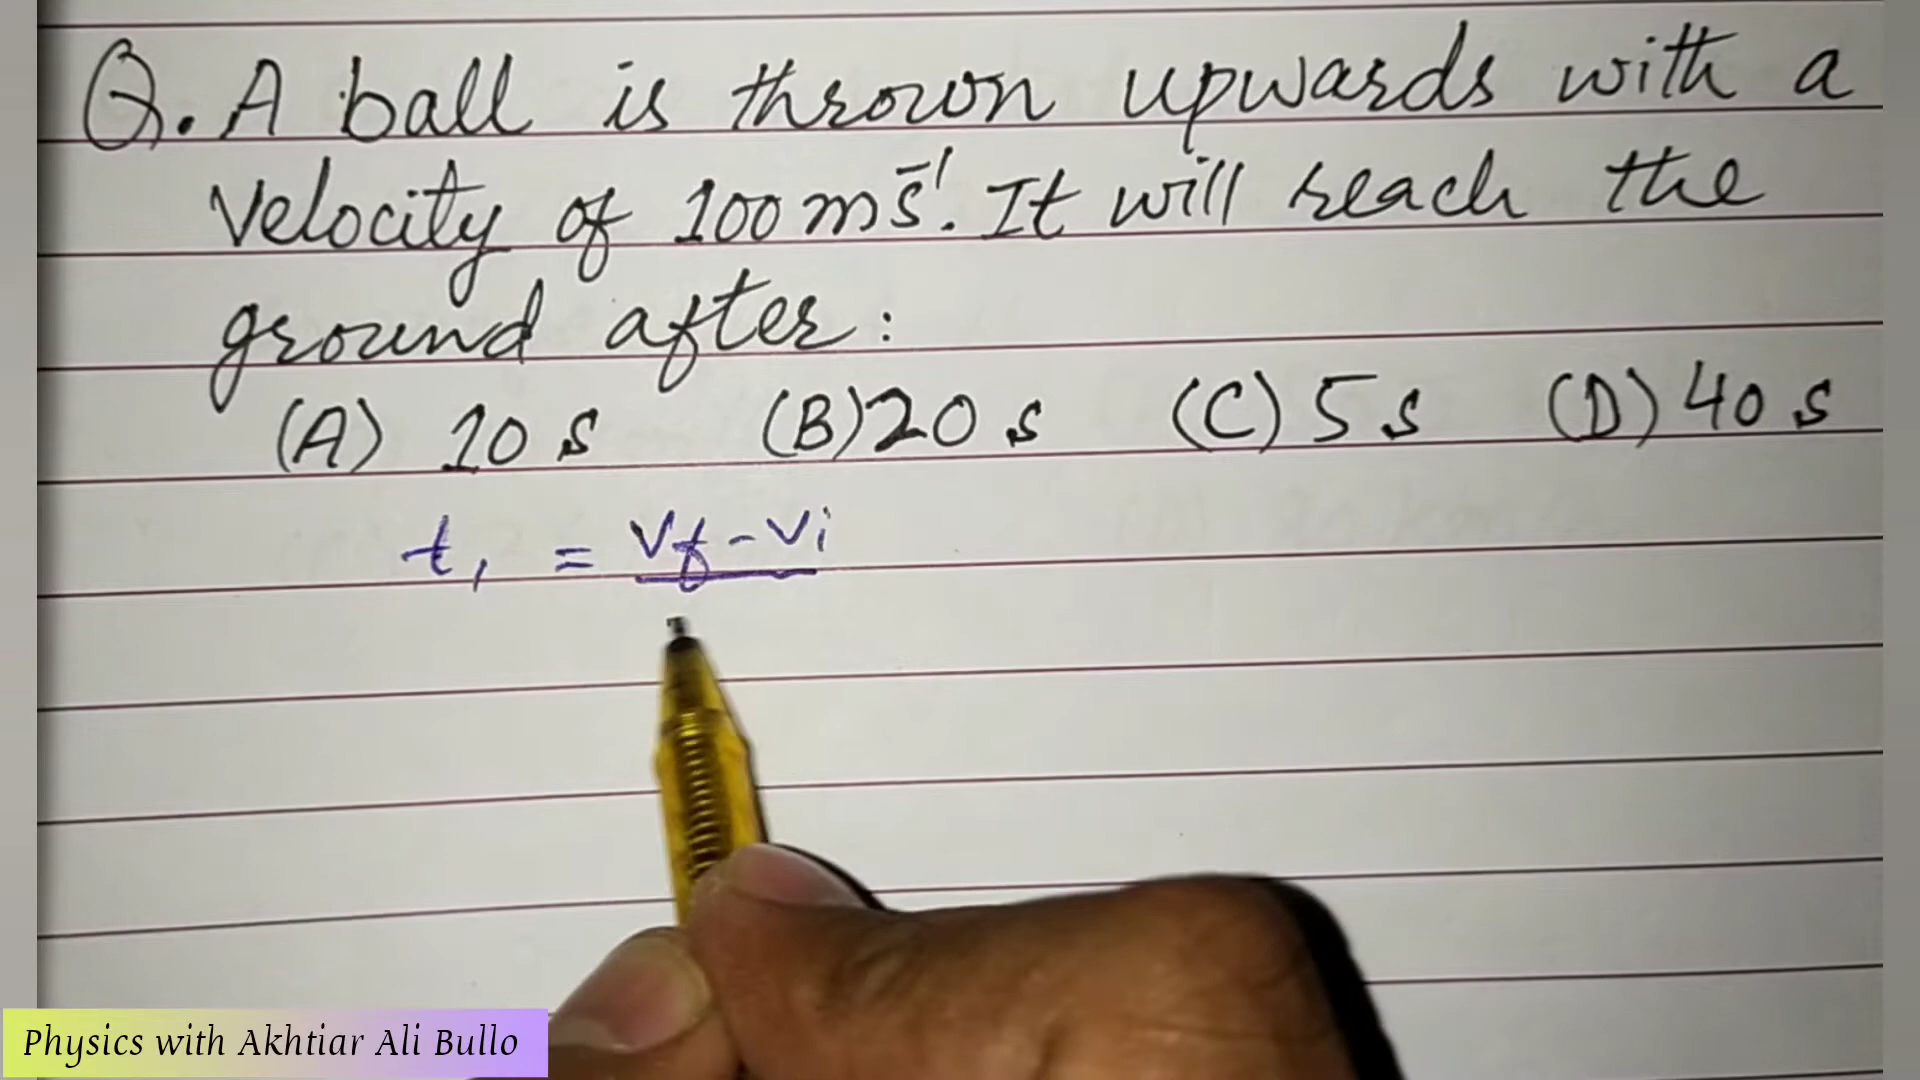 Q. A ball is thrown upwards with a
velocity of 100 m s⁻¹. It will reach the
ground after :
(A) 10 s (B) 20 s (C) 5 s (D) 40 s
t₁ = vf - vi
Physics with Akhtiar Ali Bullo